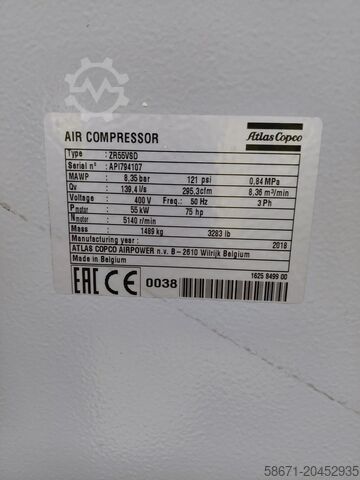 AIR COMPRESSOR
Atlas Copco
Type : ZR55VSD
Serial n° : API794107
MAWP 8,35 bar 121 psi 0,84 MPa
Qv : 139,4 l/s 295,3cfm 8,36 m³/min
Voltage : 400 V Freq.: 50 Hz 3 Ph
Pmotor : 55 kW 75 hp
Nmotor : 5140 r/min
Mass : 1489 kg 3283 lb
Manufacturing year : 2018
ATLAS COPCO AIRPOWER n.v. B-2610 Wilrijk Belgium
Made in Belgium
EAC CE 0038
1625 8499 00
58671-20452935